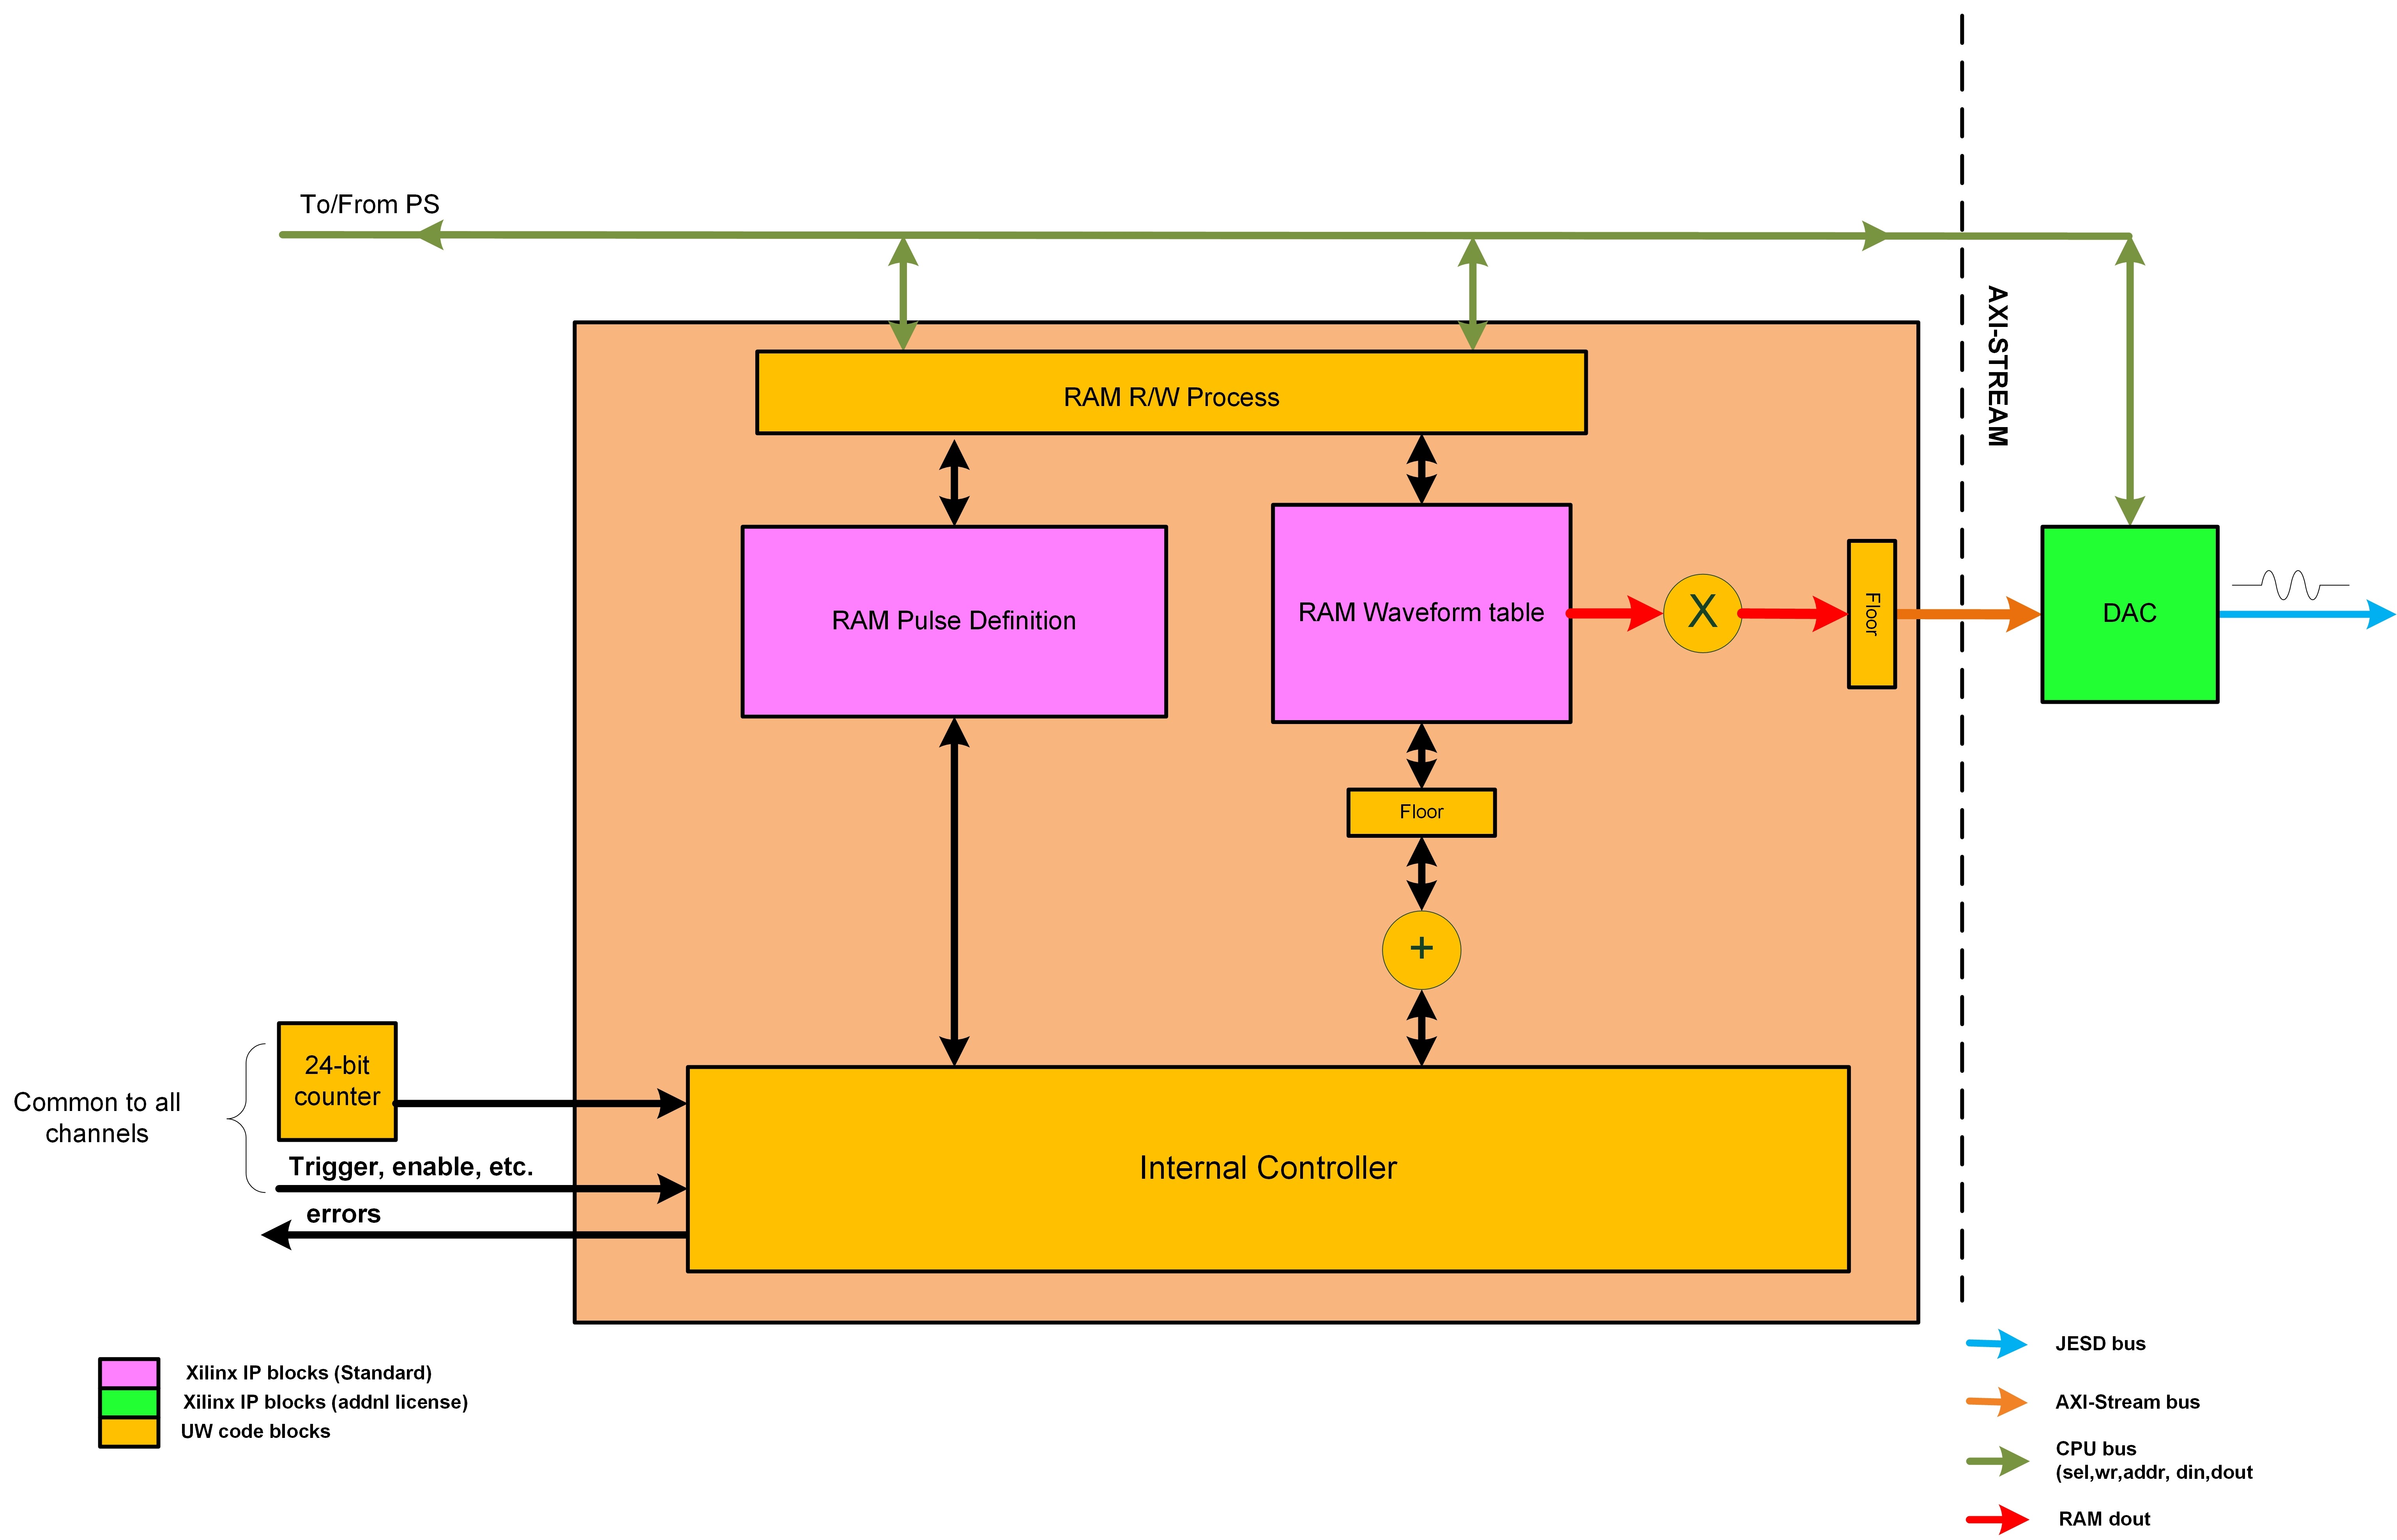 To/From PS
AXI-STREAM
RAM R/W Process
RAM Pulse Definition
RAM Waveform table
X
Floor
DAC
Floor
+
24-bit
counter
Common to all
channels
Trigger, enable, etc.
errors
Internal Controller
Xilinx IP blocks (Standard)
Xilinx IP blocks (addnl license)
UW code blocks
JESD bus
AXI-Stream bus
CPU bus
(sel,wr,addr, din,dout
RAM dout